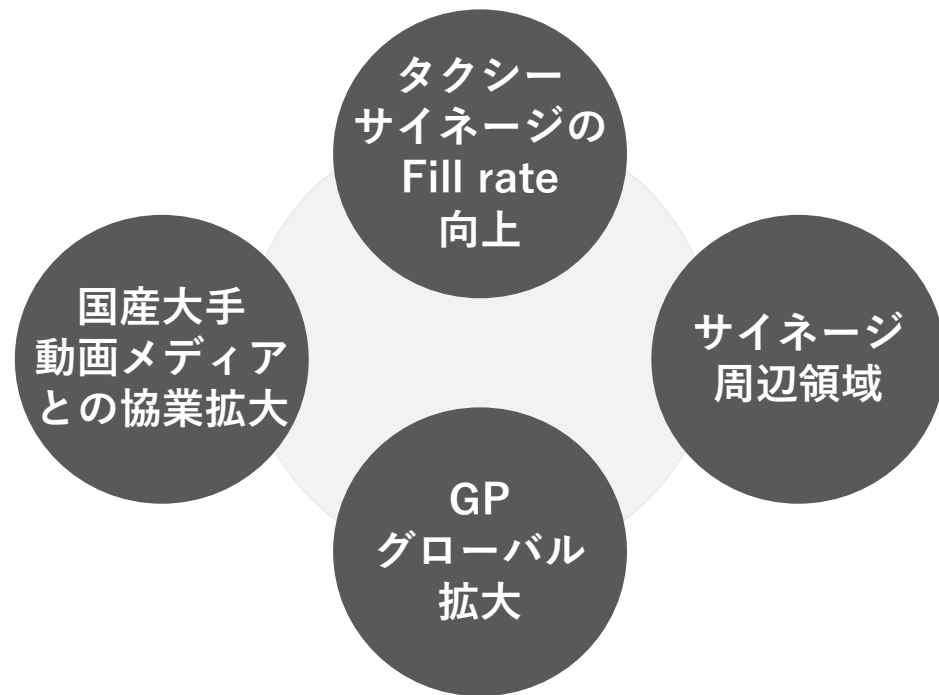 タクシー
サイネージの
Fill rate
向上
国産大手
動画メディア
との協業拡大
サイネージ
周辺領域
GP
グローバル
拡大